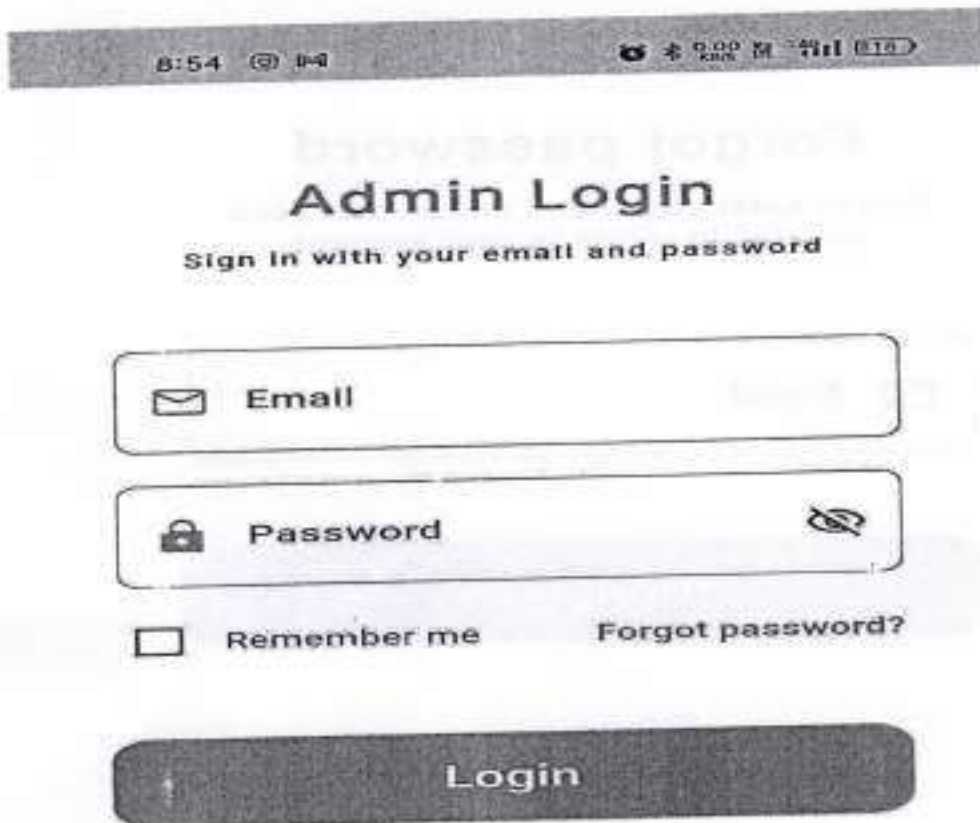 8:54
Admin Login
Sign in with your email and password
Email
Password
Remember me Forgot password?
Login